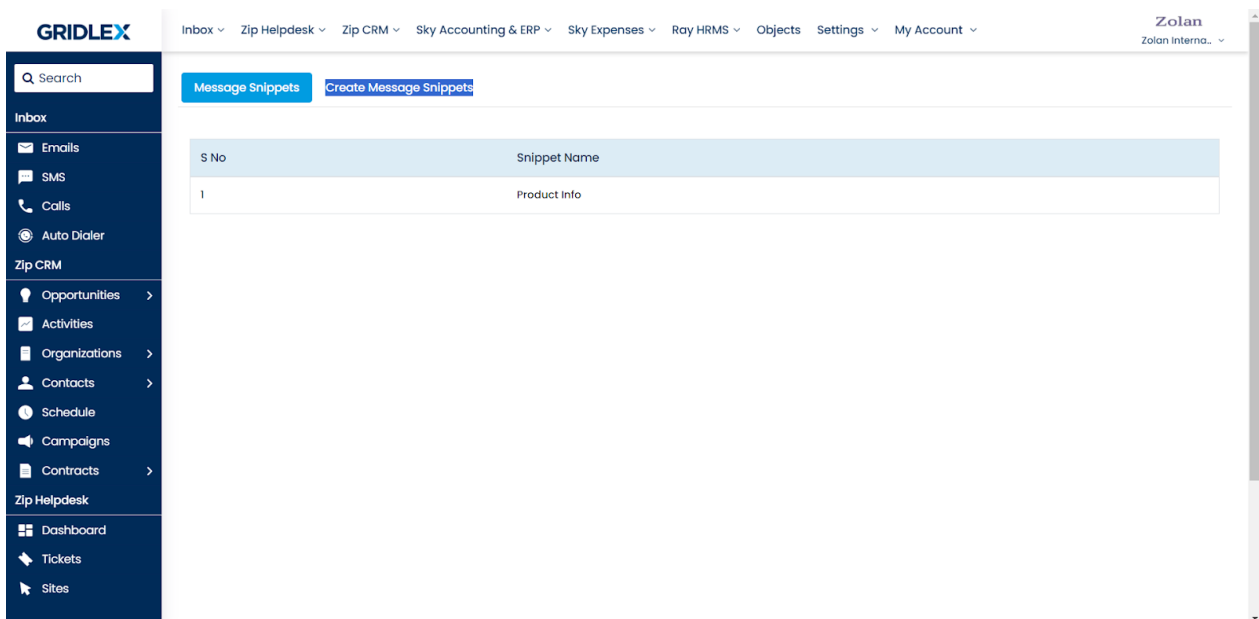 GRIDLEX
Inbox Zip Helpdesk Zip CRM Sky Accounting & ERP Sky Expenses Ray HRMS Objects Settings My Account
Zolan
Zolan Interna..
Search
Message Snippets Create Message Snippets
Inbox
Emails
SMS
Calls
Auto Dialer
Zip CRM
Opportunities
Activities
Organizations
Contacts
Schedule
Campaigns
Contracts
Zip Helpdesk
Dashboard
Tickets
Sites
S No Snippet Name
1 Product Info